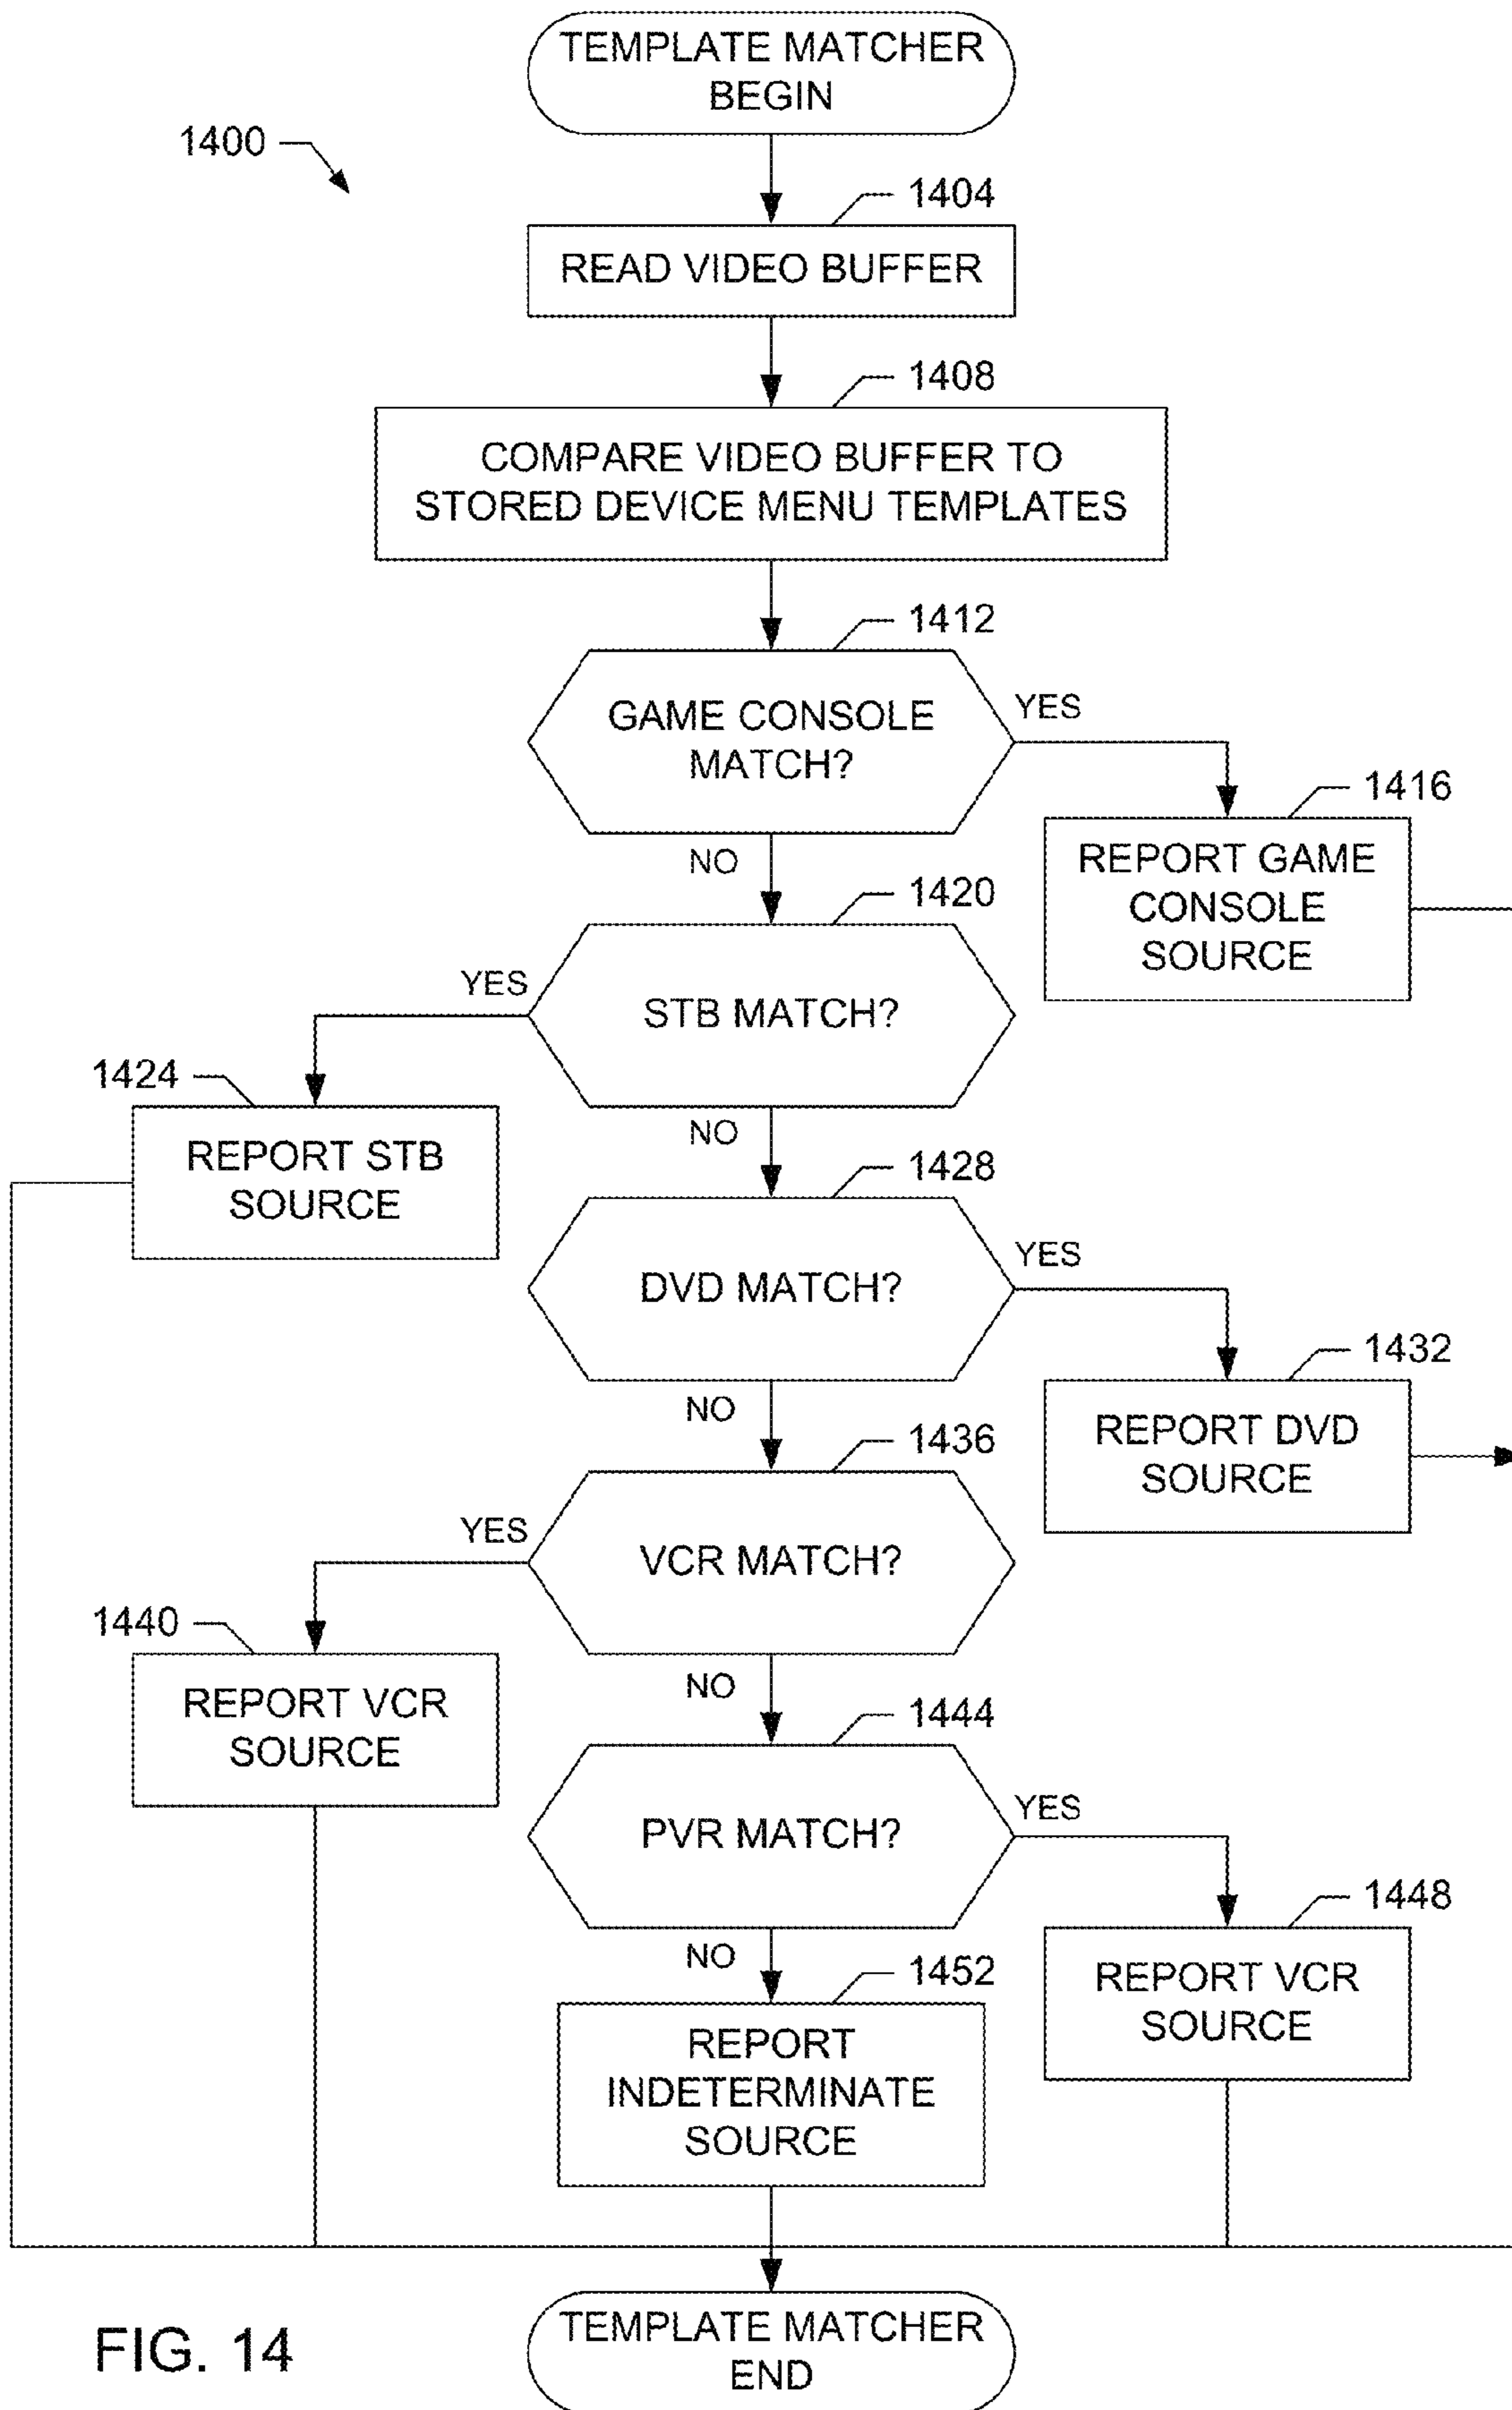 TEMPLATE MATCHER
BEGIN
1400
1404
READ VIDEO BUFFER
1408
COMPARE VIDEO BUFFER TO
STORED DEVICE MENU TEMPLATES
1412
GAME CONSOLE
MATCH?
YES
NO
1416
REPORT GAME
CONSOLE
SOURCE
1420
STB MATCH?
YES
NO
1424
REPORT STB
SOURCE
1428
DVD MATCH?
YES
NO
1432
REPORT DVD
SOURCE
1436
VCR MATCH?
YES
NO
1440
REPORT VCR
SOURCE
1444
PVR MATCH?
YES
NO
1448
REPORT VCR
SOURCE
1452
REPORT
INDETERMINATE
SOURCE
TEMPLATE MATCHER
END
FIG. 14